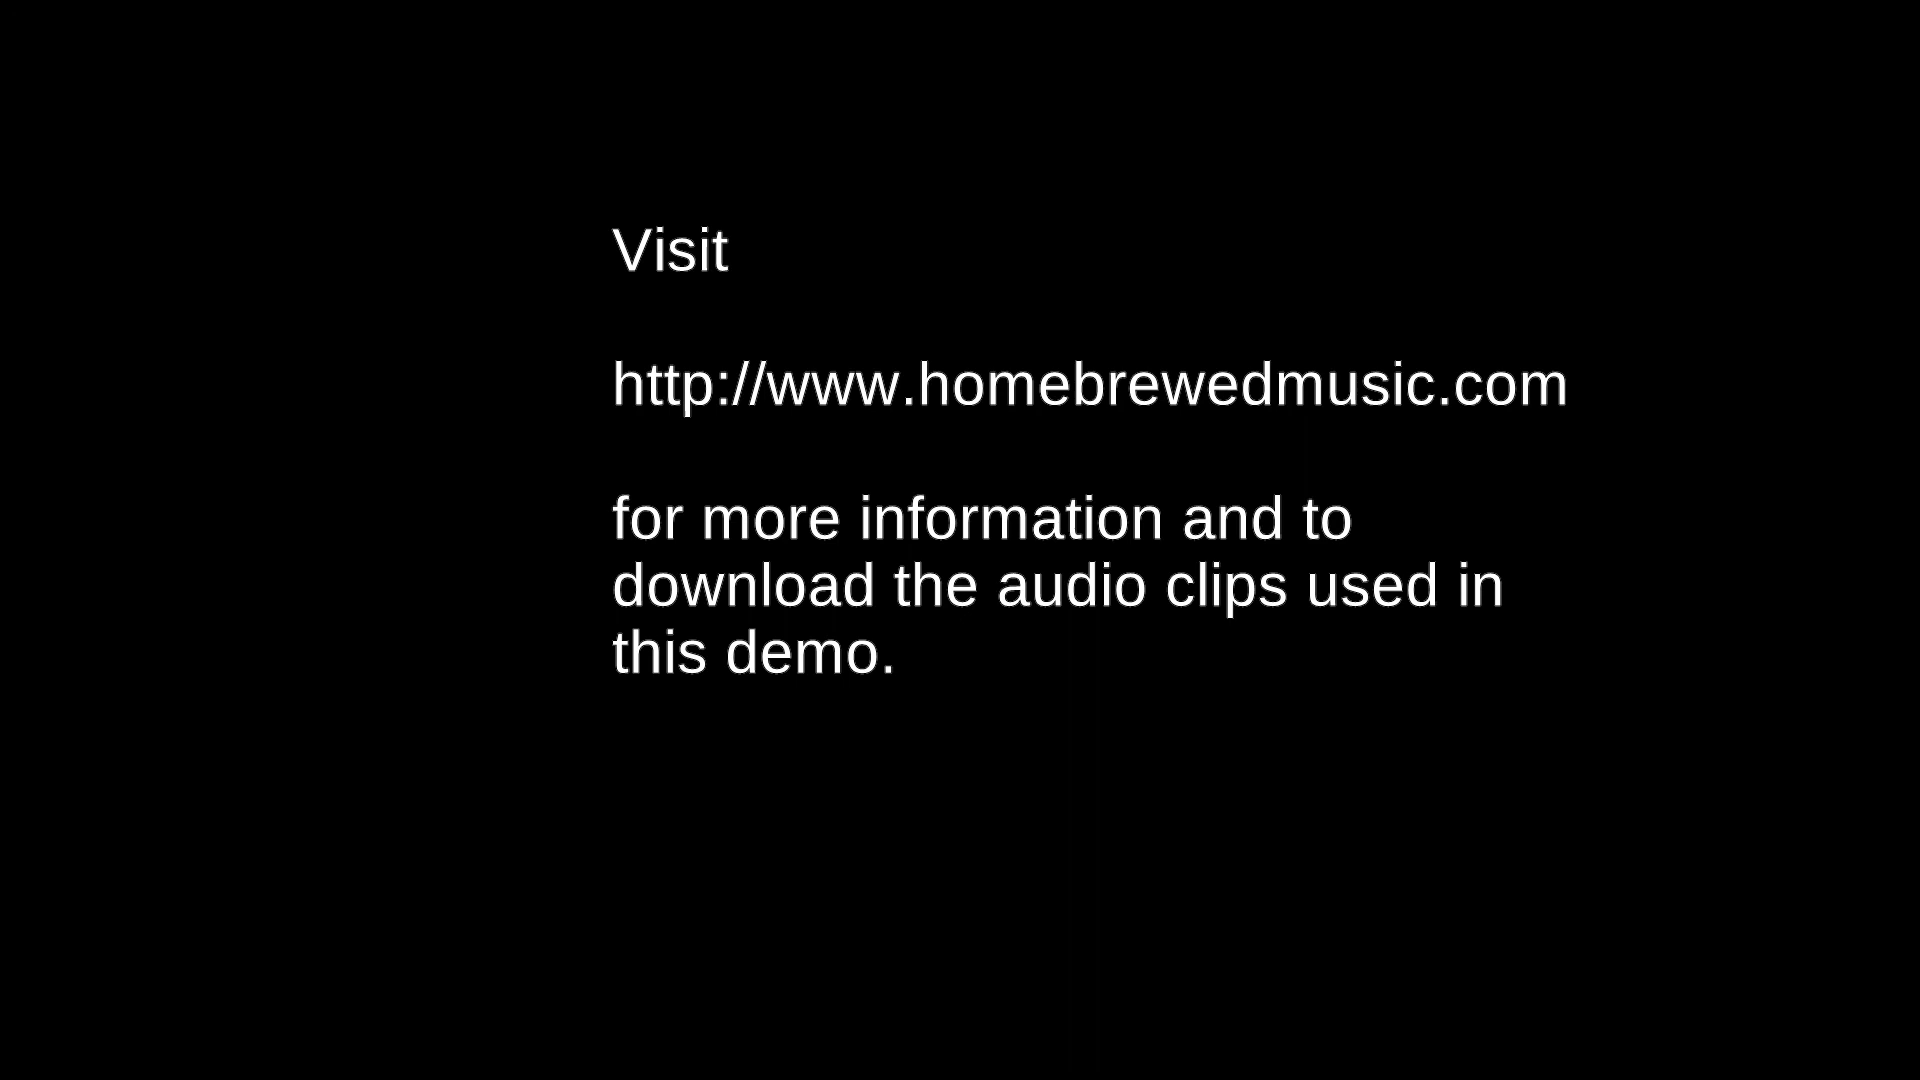 Visit
http://www.homebrewedmusic.com
for more information and to
download the audio clips used in
this demo.